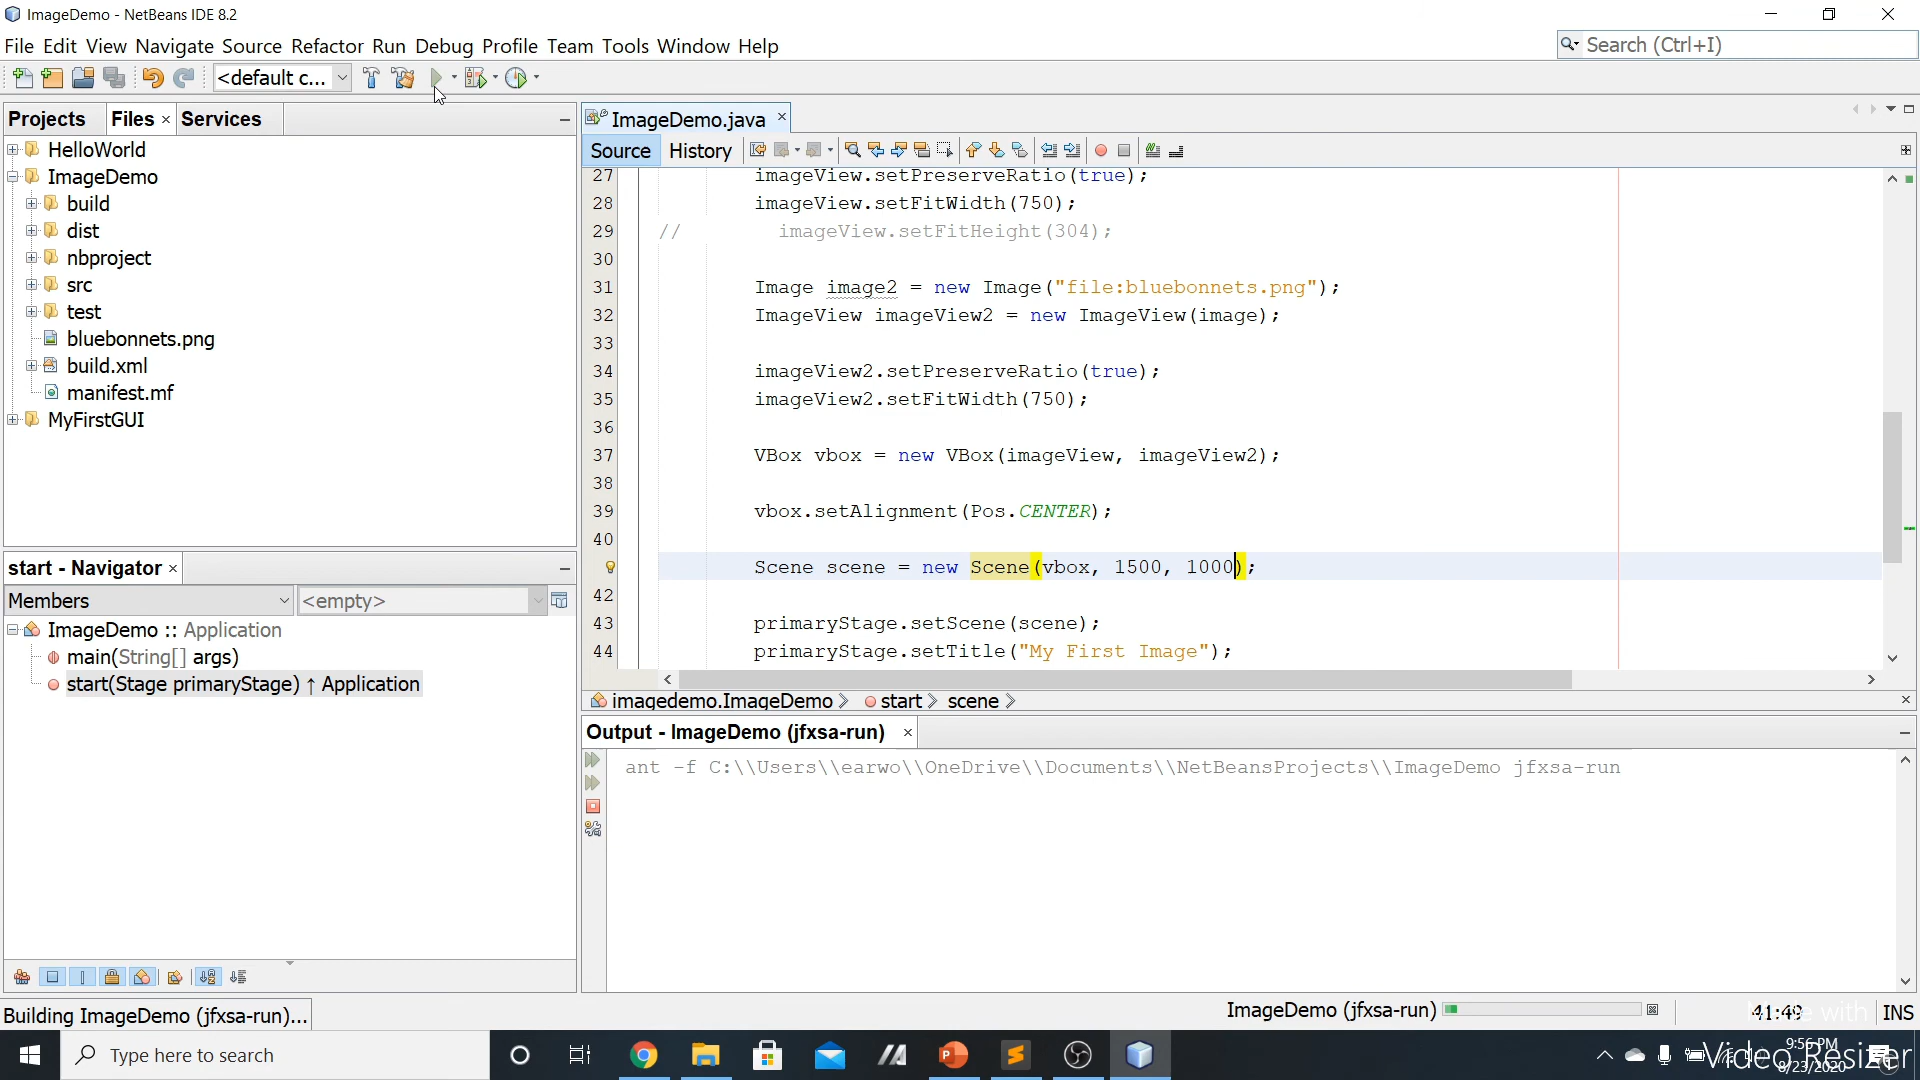 ImageDemo - NetBeans IDE 8.2
File Edit View Navigate Source Refactor Run Debug Profile Team Tools Window Help
Search (Ctrl+I)
<default c...
Projects Files Services
HelloWorld
ImageDemo
build
dist
nbproject
src
test
bluebonnets.png
build.xml
manifest.mf
MyFirstGUI
start - Navigator
Members <empty>
ImageDemo :: Application
main(String[] args)
start(Stage primaryStage) ↑ Application
ImageDemo.java
Source History
27 imageView.setPreserveRatio(true);
28 imageView.setFitWidth(750);
29 // imageView.setFitHeight(304);
30
31 Image image2 = new Image("file:bluebonnets.png");
32 ImageView imageView2 = new ImageView(image);
33
34 imageView2.setPreserveRatio(true);
35 imageView2.setFitWidth(750);
36
37 VBox vbox = new VBox(imageView, imageView2);
38
39 vbox.setAlignment(Pos.CENTER);
40
Scene scene = new Scene(vbox, 1500, 1000);
42
43 primaryStage.setScene(scene);
44 primaryStage.setTitle("My First Image");
imagedemo.ImageDemo start scene
Output - ImageDemo (jfxsa-run)
ant -f C:\\Users\\earwo\\OneDrive\\Documents\\NetBeansProjects\\ImageDemo jfxsa-run
Building ImageDemo (jfxsa-run)...
ImageDemo (jfxsa-run)
41:49
INS
Type here to search
9:56 PM
8/23/2020
with
Video Resizer